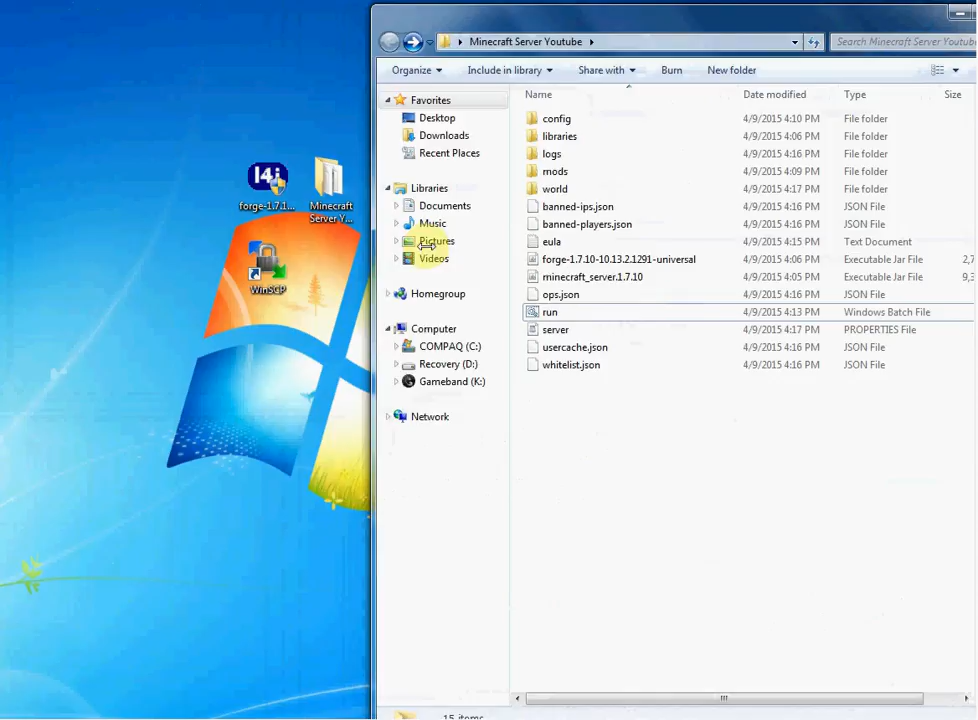 Minecraft Server Youtube
Search Minecraft Server Youtub
Organize
Include in library
Share with
Burn
New folder
Name
Date modified
Type
Size
Favorites
Desktop
Downloads
Recent Places
Libraries
Documents
Music
Pictures
Videos
Homegroup
Computer
COMPAQ (C:)
Recovery (D:)
Gameband (K:)
Network
config 4/9/2015 4:10 PM File folder
libraries 4/9/2015 4:06 PM File folder
logs 4/9/2015 4:16 PM File folder
mods 4/9/2015 4:09 PM File folder
world 4/9/2015 4:17 PM File folder
banned-ips.json 4/9/2015 4:16 PM JSON File
banned-players.json 4/9/2015 4:16 PM JSON File
eula 4/9/2015 4:15 PM Text Document
forge-1.7.10-10.13.2.1291-universal 4/9/2015 4:06 PM Executable Jar File 2,7
minecraft_server.1.7.10 4/9/2015 4:05 PM Executable Jar File 9,3
ops.json 4/9/2015 4:16 PM JSON File
run 4/9/2015 4:13 PM Windows Batch File
server 4/9/2015 4:17 PM PROPERTIES File
usercache.json 4/9/2015 4:16 PM JSON File
whitelist.json 4/9/2015 4:16 PM JSON File
15 items
14i
forge-1.7.1...
Minecraft
Server Y...
WinSCP